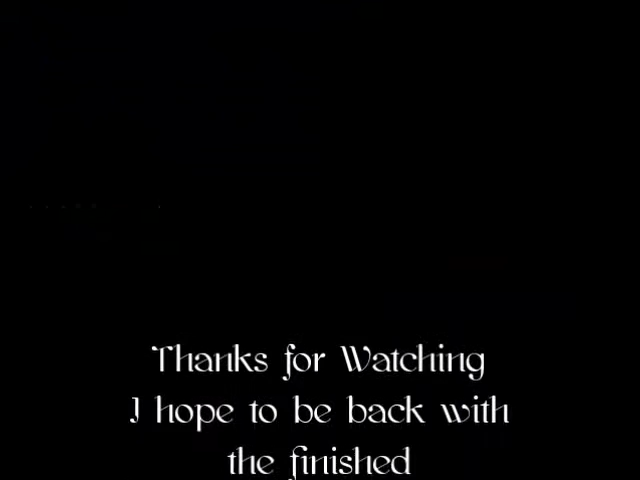 Thanks for Watching
I hope to be back with
the finished